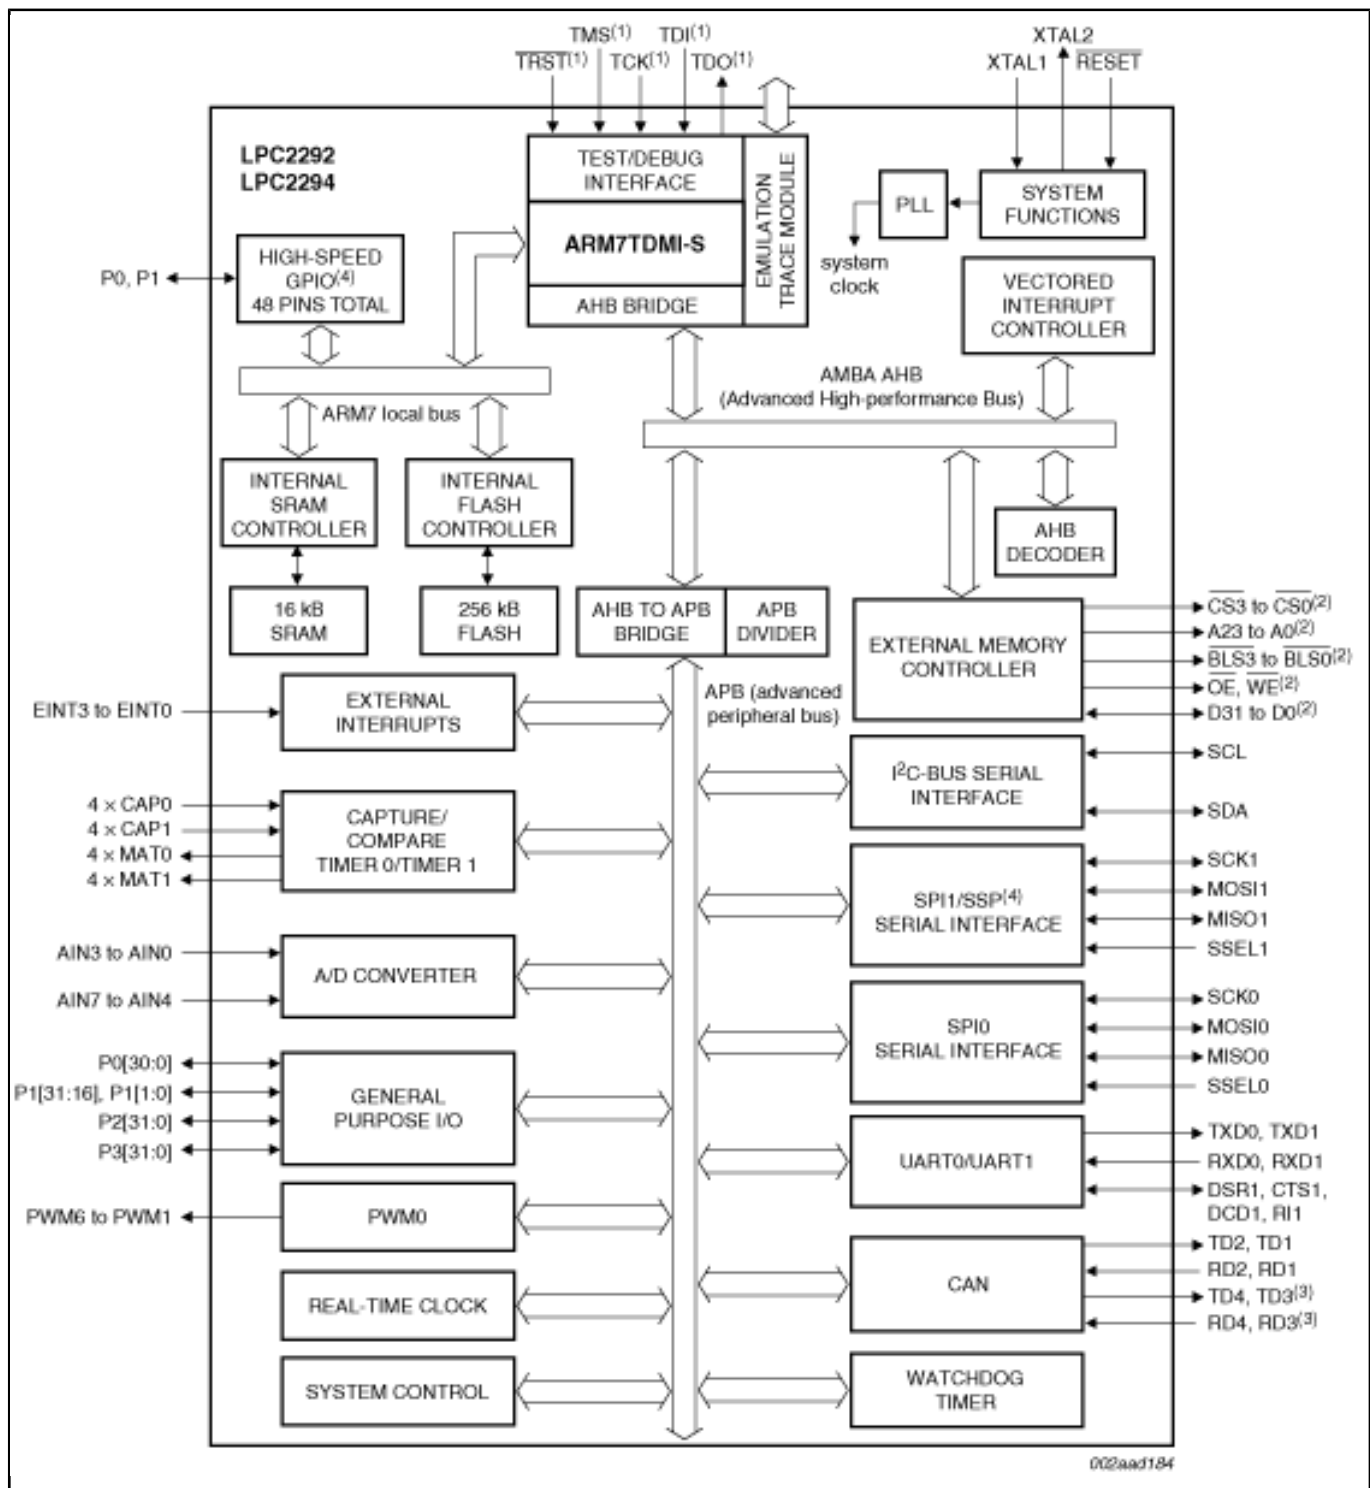 TMS(1)
TDI(1)
TRST(1)
TCK(1)
TDO(1)
XTAL2
XTAL1
RESET
LPC2292
LPC2294
TEST/DEBUG
INTERFACE
ARM7TDMI-S
AHB BRIDGE
EMULATION
TRACE MODULE
PLL
SYSTEM
FUNCTIONS
system
clock
P0, P1
HIGH-SPEED
GPIO(4)
48 PINS TOTAL
VECTORED
INTERRUPT
CONTROLLER
ARM7 local bus
AMBA AHB
(Advanced High-performance Bus)
INTERNAL
SRAM
CONTROLLER
INTERNAL
FLASH
CONTROLLER
AHB
DECODER
16 kB
SRAM
256 kB
FLASH
AHB TO APB
BRIDGE
APB
DIVIDER
EXTERNAL MEMORY
CONTROLLER
CS3 to CS0(2)
A23 to A0(2)
BLS3 to BLS0(2)
OE, WE(2)
D31 to D0(2)
APB (advanced
peripheral bus)
EINT3 to EINT0
EXTERNAL
INTERRUPTS
I2C-BUS SERIAL
INTERFACE
SCL
SDA
4 × CAP0
4 × CAP1
4 × MAT0
4 × MAT1
CAPTURE/
COMPARE
TIMER 0/TIMER 1
SPI1/SSP(4)
SERIAL INTERFACE
SCK1
MOSI1
MISO1
SSEL1
AIN3 to AIN0
AIN7 to AIN4
A/D CONVERTER
SPI0
SERIAL INTERFACE
SCK0
MOSI0
MISO0
SSEL0
P0[30:0]
P1[31:16], P1[1:0]
P2[31:0]
P3[31:0]
GENERAL
PURPOSE I/O
UART0/UART1
TXD0, TXD1
RXD0, RXD1
DSR1, CTS1,
DCD1, RI1
PWM6 to PWM1
PWM0
CAN
TD2, TD1
RD2, RD1
TD4, TD3(3)
RD4, RD3(3)
REAL-TIME CLOCK
SYSTEM CONTROL
WATCHDOG
TIMER
002aad184